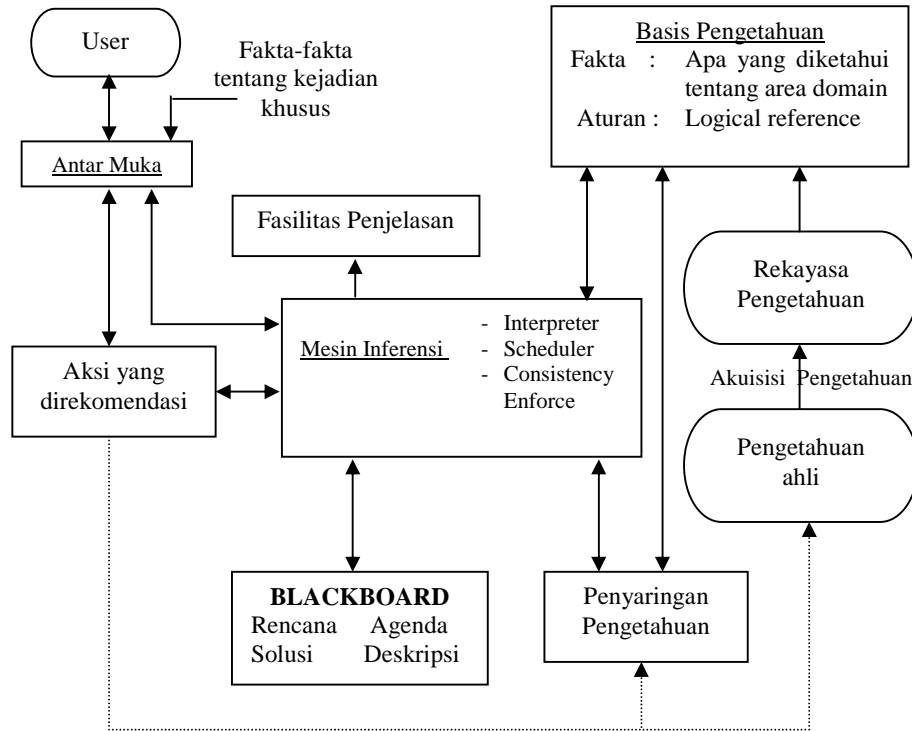 User
Fakta-fakta
tentang kejadian
khusus
Antar Muka
Basis Pengetahuan
Fakta : Apa yang diketahui
tentang area domain
Aturan : Logical reference
Fasilitas Penjelasan
Rekayasa
Pengetahuan
Mesin Inferensi
- Interpreter
- Scheduler
- Consistency
Enforce
Aksi yang
direkomendasi
Akuisisi Pengetahuan
Pengetahuan
ahli
BLACKBOARD
Rencana Agenda
Solusi Deskripsi
Penyaringan
Pengetahuan